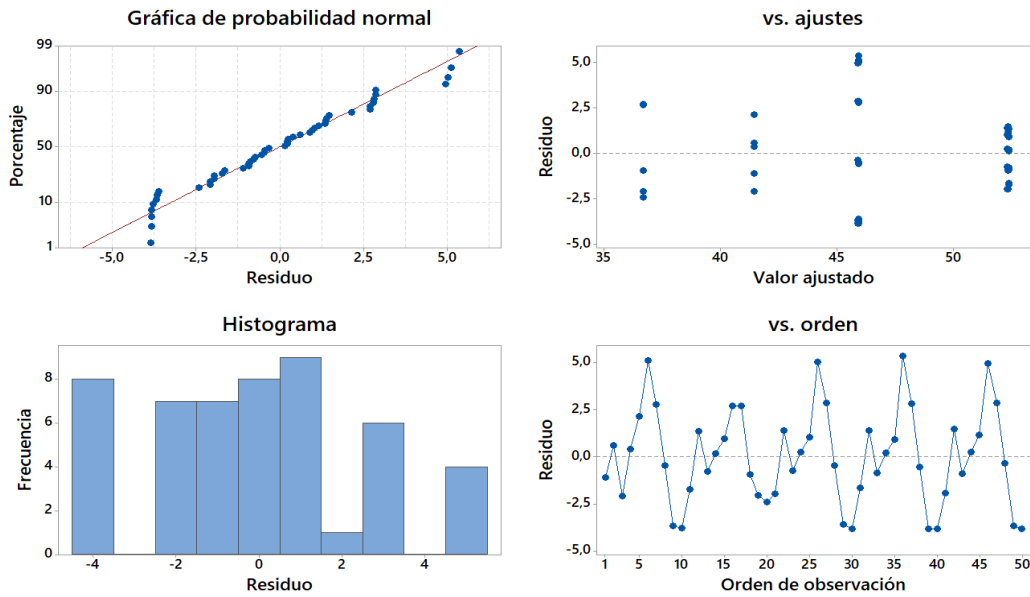 Gráfica de probabilidad normal
99
90
50
10
1
Porcentaje
-5,0 -2,5 0,0 2,5 5,0
Residuo
vs. ajustes
5,0
2,5
0,0
-2,5
-5,0
Residuo
35 40 45 50
Valor ajustado
Histograma
8
6
4
2
0
Frecuencia
-4 -2 0 2 4
Residuo
vs. orden
5,0
2,5
0,0
-2,5
-5,0
Residuo
1 5 10 15 20 25 30 35 40 45 50
Orden de observación